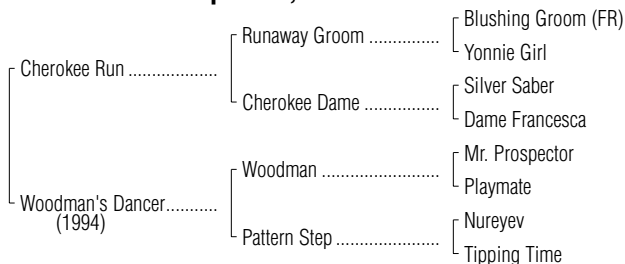 Blushing Groom (FR)
Runaway Groom ...............
Yonnie Girl
Cherokee Run ...................
Silver Saber
Cherokee Dame ................
Dame Francesca
Mr. Prospector
Woodman .........................
Playmate
Woodman's Dancer...........
(1994)
Nureyev
Pattern Step ......................
Tipping Time